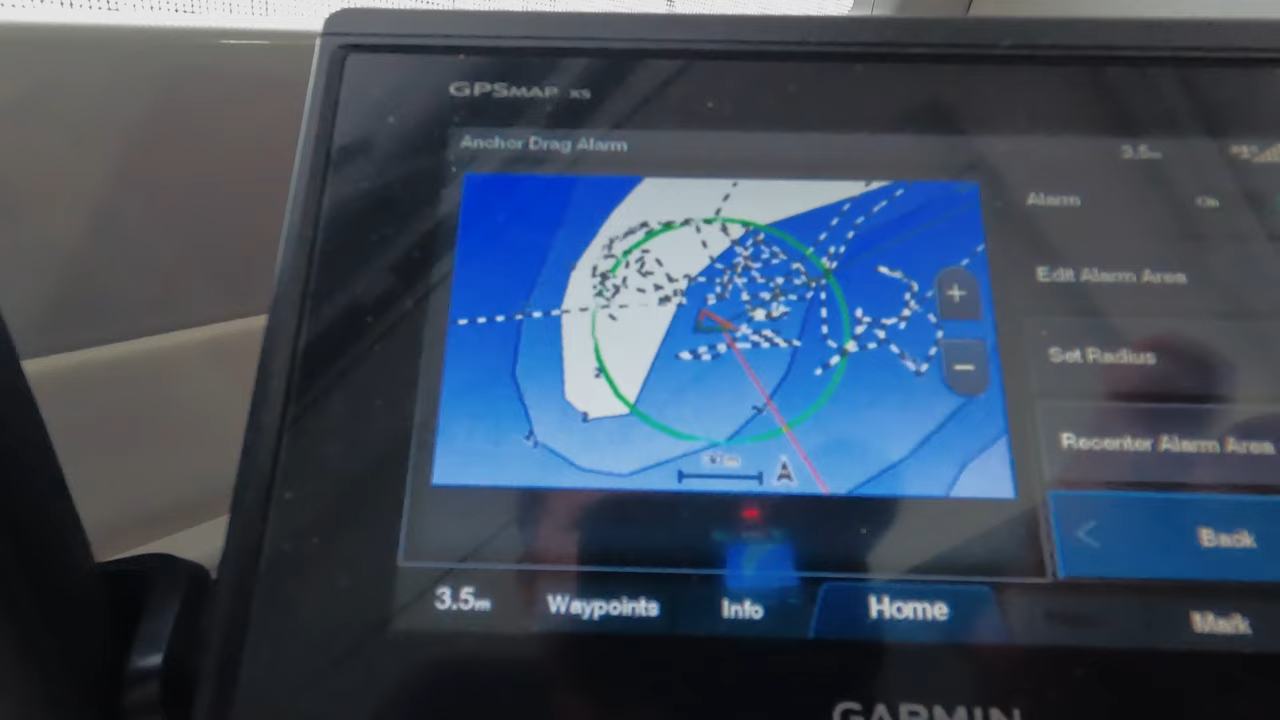 GPSMAP XS
Anchor Drag Alarm
3.5m
Alarm On
Edit Alarm Area
Set Radius
Recenter Alarm Area
Back
3.5m Waypoints Info Home Mark
GARMIN